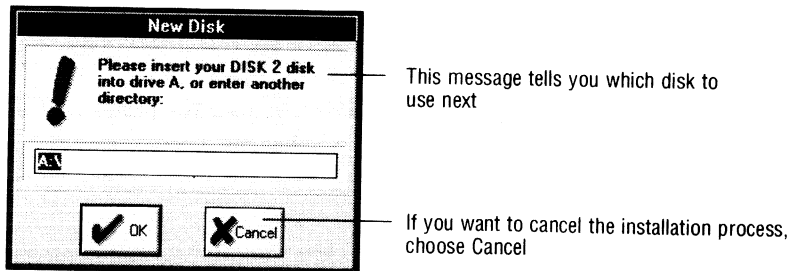 New Disk
Please insert your DISK 2 disk
into drive A, or enter another
directory:
A:\
OK
Cancel
This message tells you which disk to
use next
If you want to cancel the installation process,
choose Cancel